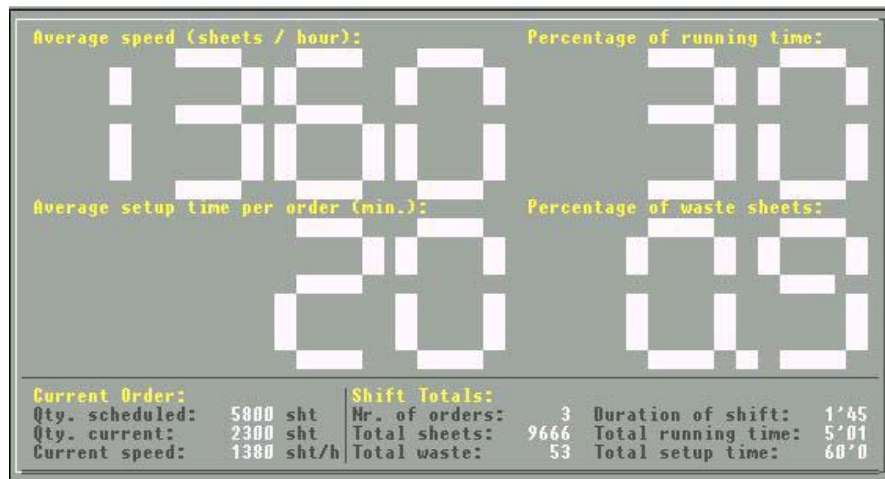 Average speed (sheets / hour):
1360
Percentage of running time:
30
Average setup time per order (min.):
20
Percentage of waste sheets:
0.9
Current Order:
Qty. scheduled: 5800 sht
Qty. current: 2300 sht
Current speed: 1380 sht/h
Shift Totals:
Nr. of orders: 3
Total sheets: 9666
Total waste: 53
Duration of shift: 1'45
Total running time: 5'01
Total setup time: 60'0